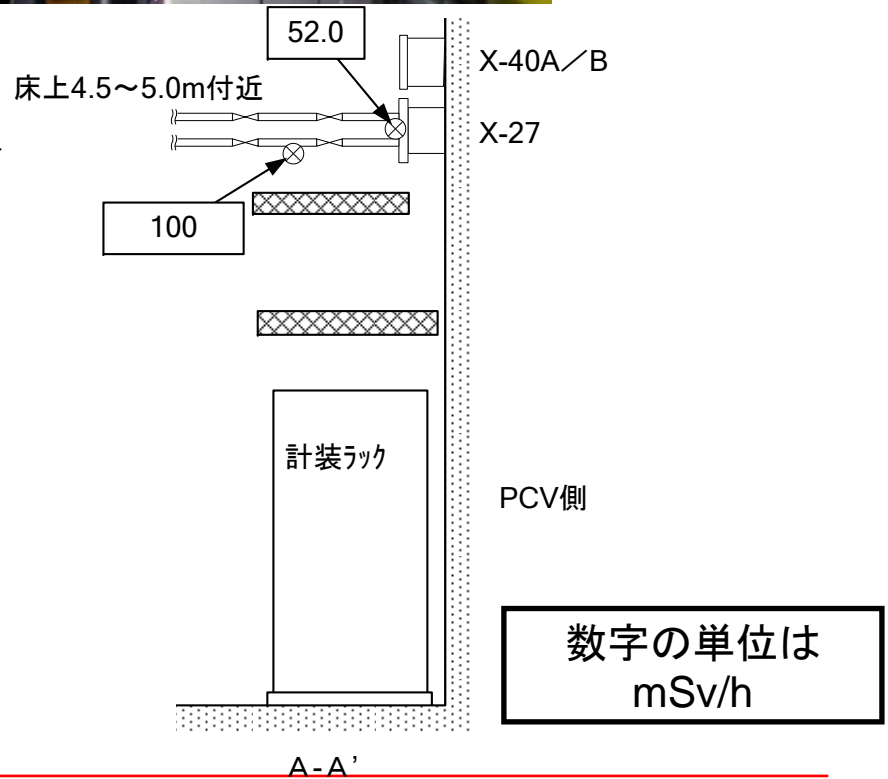 52.0
X-40A／B
床上4.5～5.0m付近
X-27
100
計装ﾗｯｸ
PCV側
数字の単位は
mSv/h
A-A’